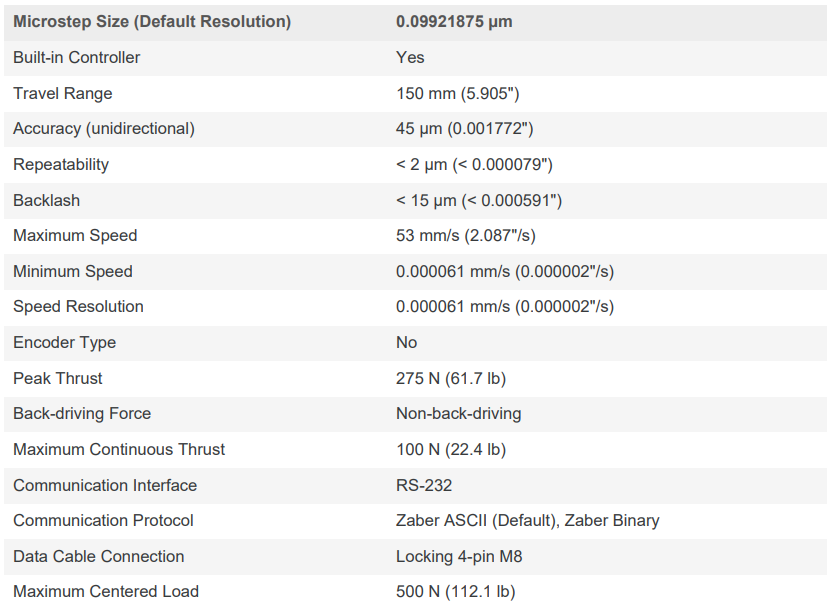 Microstep Size (Default Resolution) 0.09921875 µm
Built-in Controller Yes
Travel Range 150 mm (5.905")
Accuracy (unidirectional) 45 µm (0.001772")
Repeatability < 2 µm (< 0.000079")
Backlash < 15 µm (< 0.000591")
Maximum Speed 53 mm/s (2.087"/s)
Minimum Speed 0.000061 mm/s (0.000002"/s)
Speed Resolution 0.000061 mm/s (0.000002"/s)
Encoder Type No
Peak Thrust 275 N (61.7 lb)
Back-driving Force Non-back-driving
Maximum Continuous Thrust 100 N (22.4 lb)
Communication Interface RS-232
Communication Protocol Zaber ASCII (Default), Zaber Binary
Data Cable Connection Locking 4-pin M8
Maximum Centered Load 500 N (112.1 lb)